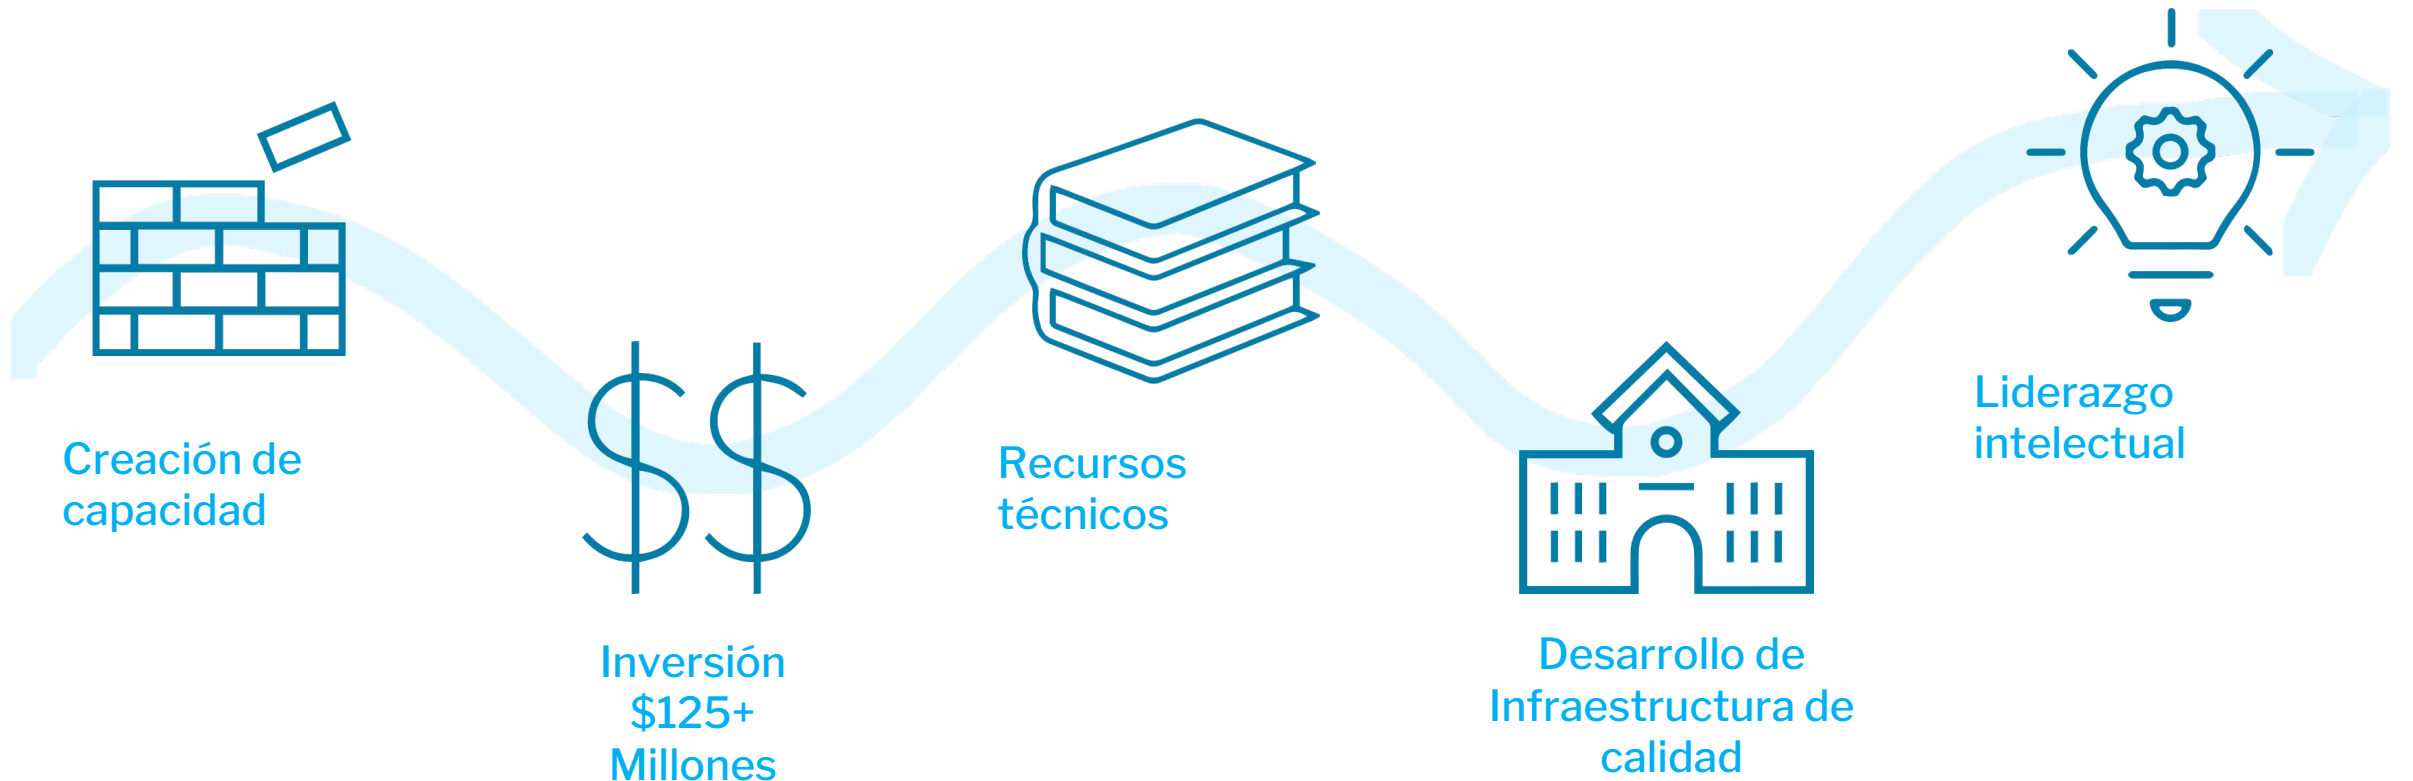 Creación de
capacidad
Inversión
$125+
Millones
Recursos
técnicos
Desarrollo de
Infraestructura de
calidad
Liderazgo
intelectual